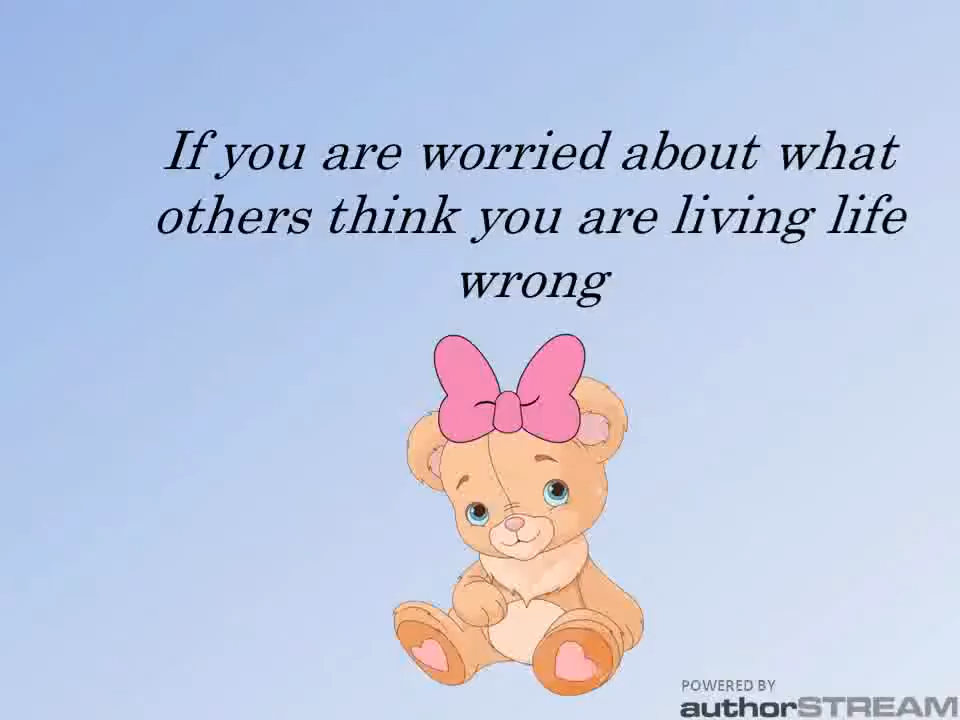 If you are worried about what
others think you are living life
wrong
POWERED BY
authorSTREAM